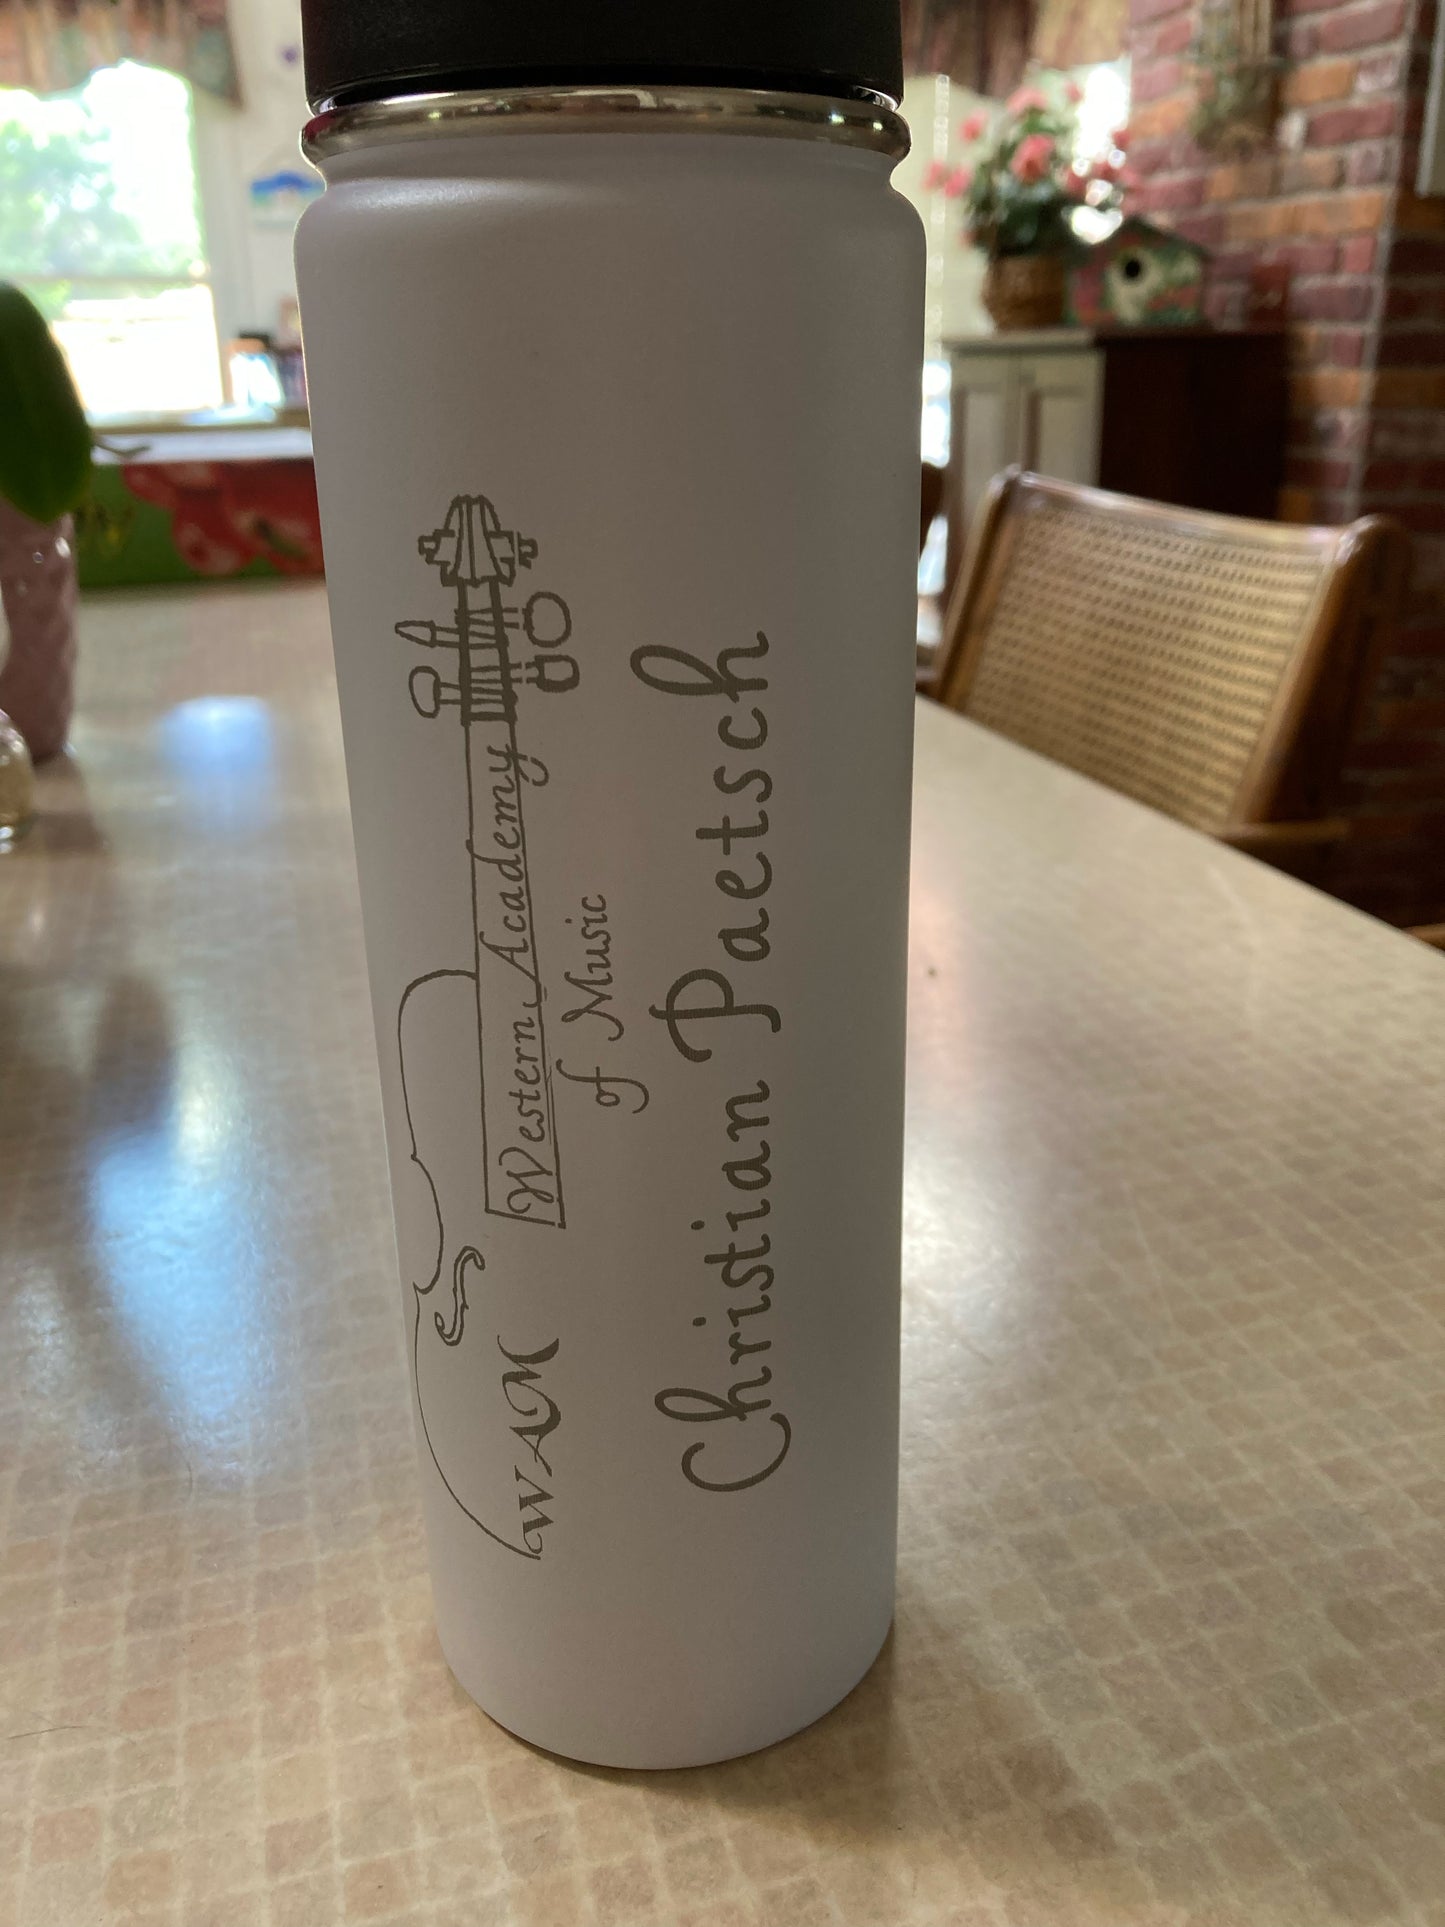 Western Academy
of Music
WAM
Christian Paetsch